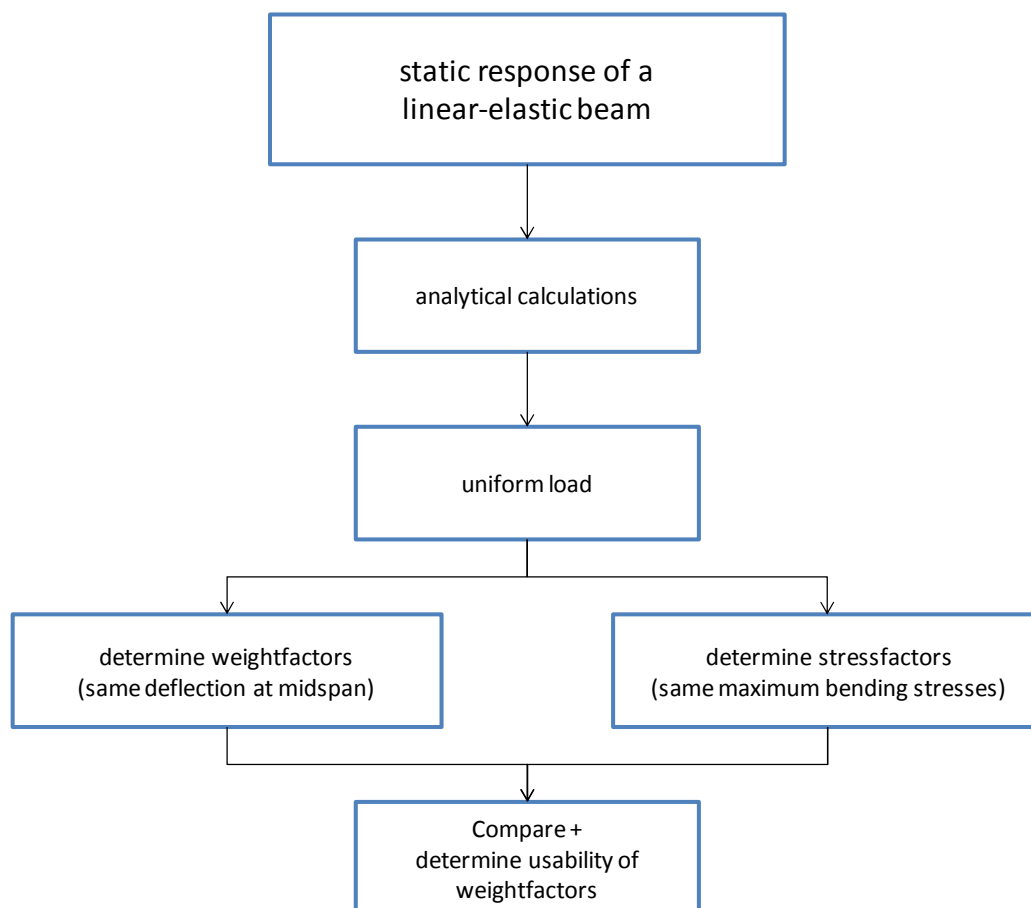 static response of a
linear-elastic beam
analytical calculations
uniform load
determine weightfactors
(same deflection at midspan)
determine stressfactors
(same maximum bending stresses)
Compare +
determine usability of
weightfactors